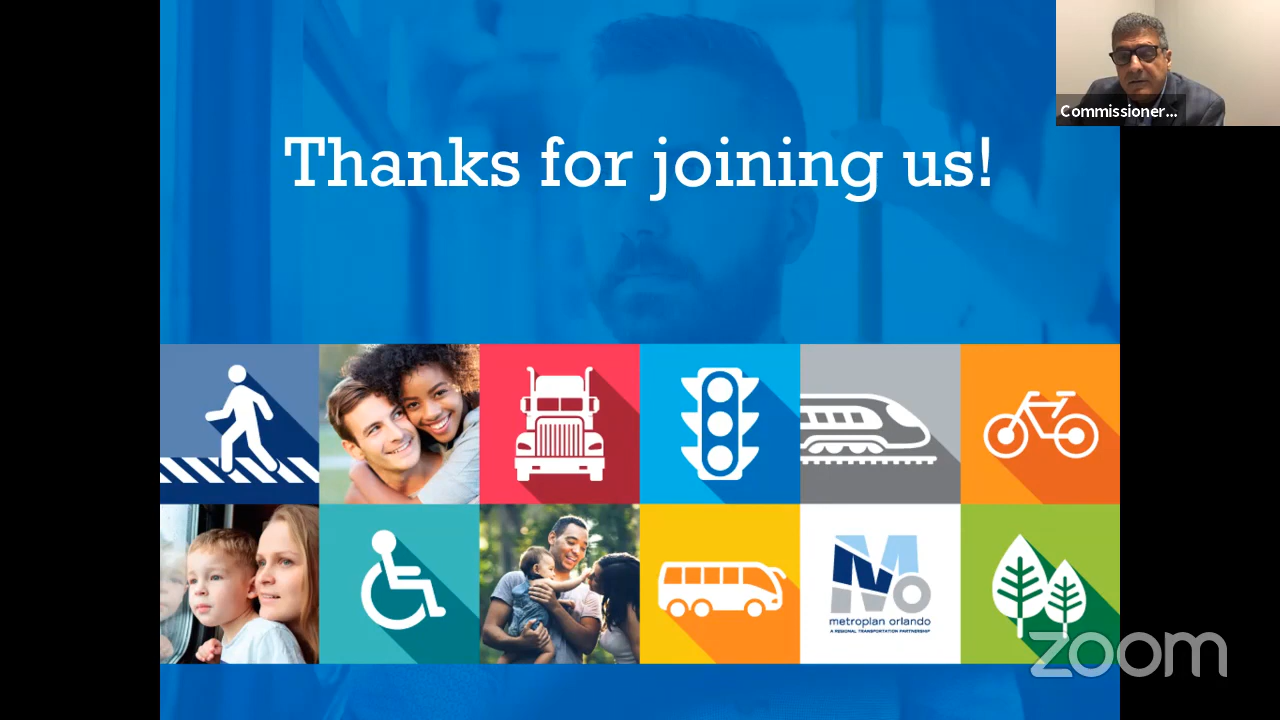 Commissioner...
Thanks for joining us!
metroplan orlando
A REGIONAL TRANSPORTATION PARTNERSHIP
zoom